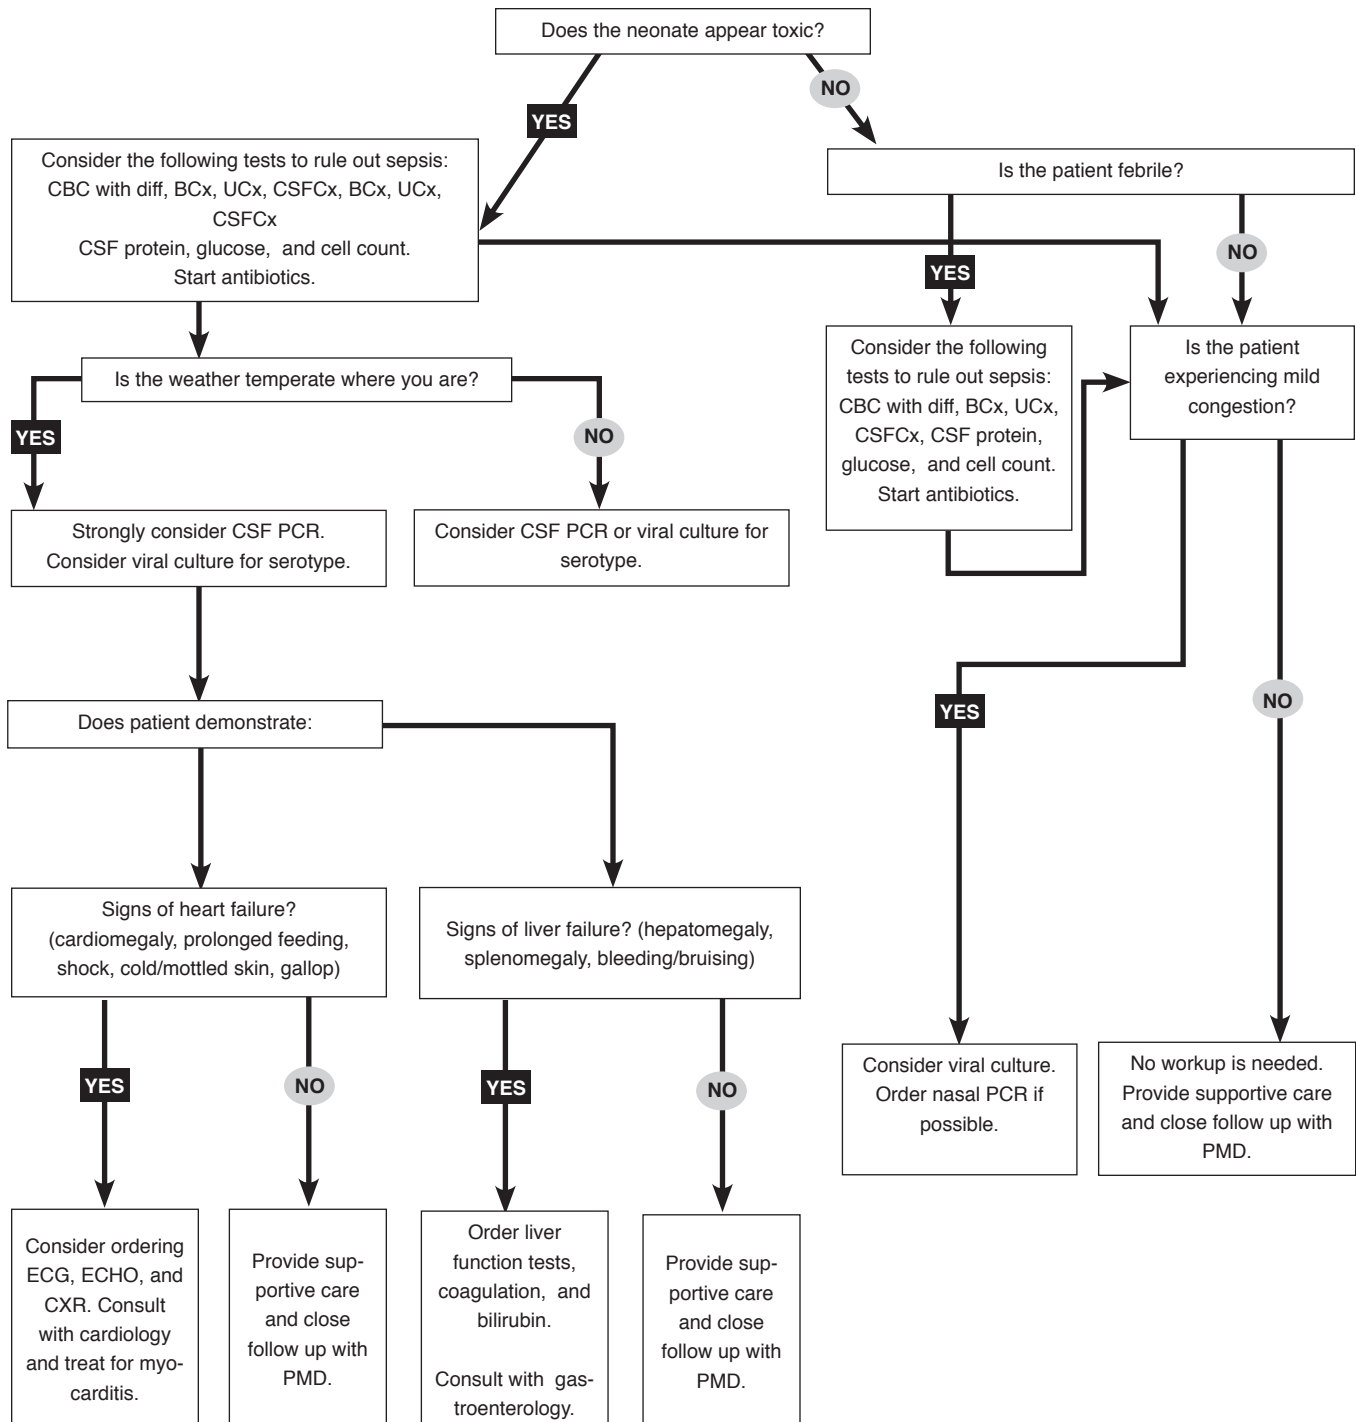 Does the neonate appear toxic?
YES
NO
Consider the following tests to rule out sepsis:
CBC with diff, BCx, UCx, CSFCx, BCx, UCx,
CSFCx
CSF protein, glucose, and cell count.
Start antibiotics.
Is the patient febrile?
YES
NO
Is the weather temperate where you are?
YES
NO
Consider the following
tests to rule out sepsis:
CBC with diff, BCx, UCx,
CSFCx, CSF protein,
glucose, and cell count.
Start antibiotics.
Is the patient
experiencing mild
congestion?
Strongly consider CSF PCR.
Consider viral culture for serotype.
Consider CSF PCR or viral culture for
serotype.
YES
NO
Does patient demonstrate:
Signs of heart failure?
(cardiomegaly, prolonged feeding,
shock, cold/mottled skin, gallop)
Signs of liver failure? (hepatomegaly,
splenomegaly, bleeding/bruising)
Consider viral culture.
Order nasal PCR if
possible.
No workup is needed.
Provide supportive care
and close follow up with
PMD.
YES
NO
YES
NO
Consider ordering
ECG, ECHO, and
CXR. Consult
with cardiology
and treat for myo-
carditis.
Provide sup-
portive care
and close
follow up with
PMD.
Order liver
function tests,
coagulation, and
bilirubin.
Consult with gas-
troenterology.
Provide sup-
portive care
and close
follow up with
PMD.